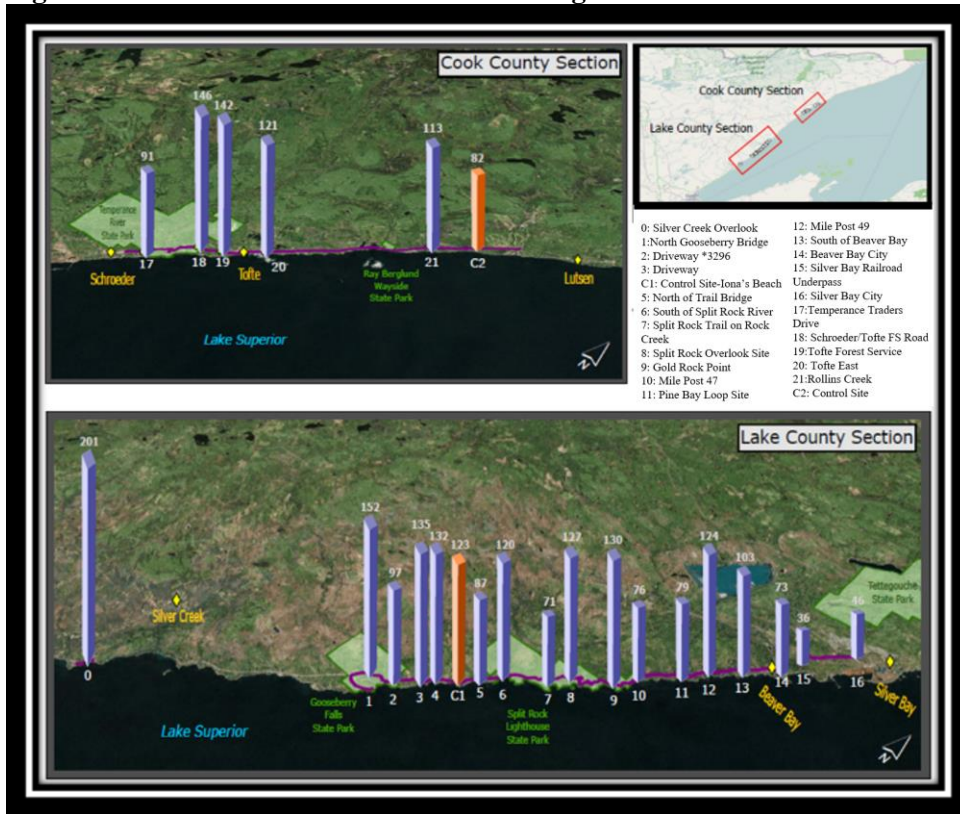 Cook County Section
146
142
121
113
91
82
Temperance
River
State Park
17
18
19
20
21
C2
Schroeder
Tofte
Lutsen
Ray Berglund
Wayside
State Park
Lake Superior
N
Cook County Section
Lake County Section
0: Silver Creek Overlook
1:North Gooseberry Bridge
2: Driveway *3296
3: Driveway
C1: Control Site-Iona's Beach
5: North of Trail Bridge
6: South of Split Rock River
7: Split Rock Trail on Rock
Creek
8: Split Rock Overlook Site
9: Gold Rock Point
10: Mile Post 47
11: Pine Bay Loop Site
12: Mile Post 49
13: South of Beaver Bay
14: Beaver Bay City
15: Silver Bay Railroad
Underpass
16: Silver Bay City
17:Temperance Traders
Drive
18: Schroeder/Tofte FS Road
19:Tofte Forest Service
20: Tofte East
21:Rollins Creek
C2: Control Site
Lake County Section
201
152
97
135
132
123
87
120
71
127
130
76
79
124
103
73
36
46
Tettegouche
State Park
Silver Creek
0
1
2
3
4
C1
5
6
7
8
9
10
11
12
13
14
15
16
Gooseberry
Falls
State Park
Split Rock
Lighthouse
State Park
Beaver Bay
Silver Bay
Lake Superior
N